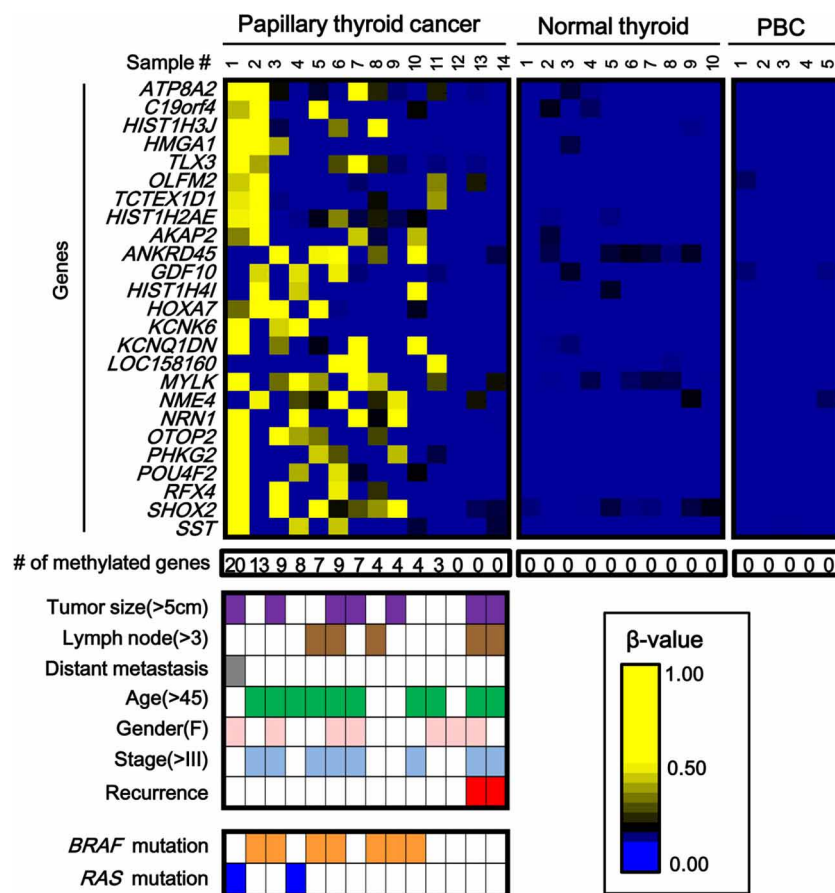 Papillary thyroid cancer Normal thyroid PBC
Sample # 1 2 3 4 5 6 7 8 9 10 11 12 13 14 1 2 3 4 5 6 7 8 9 10 1 2 3 4 5
Genes
ATP8A2
C19orf4
HIST1H3J
HMGA1
TLX3
OLFM2
TCTEX1D1
HIST1H2AE
AKAP2
ANKRD45
GDF10
HIST1H4I
HOXA7
KCNK6
KCNQ1DN
LOC158160
MYLK
NME4
NRN1
OTOP2
PHKG2
POU4F2
RFX4
SHOX2
SST
# of methylated genes 20 13 9 8 7 9 7 4 4 4 3 0 0 0 0 0 0 0 0 0 0 0 0 0 0 0 0 0 0
Tumor size(>5cm)
Lymph node(>3)
Distant metastasis
Age(>45)
Gender(F)
Stage(>III)
Recurrence
BRAF mutation
RAS mutation
β-value
1.00
0.50
0.00